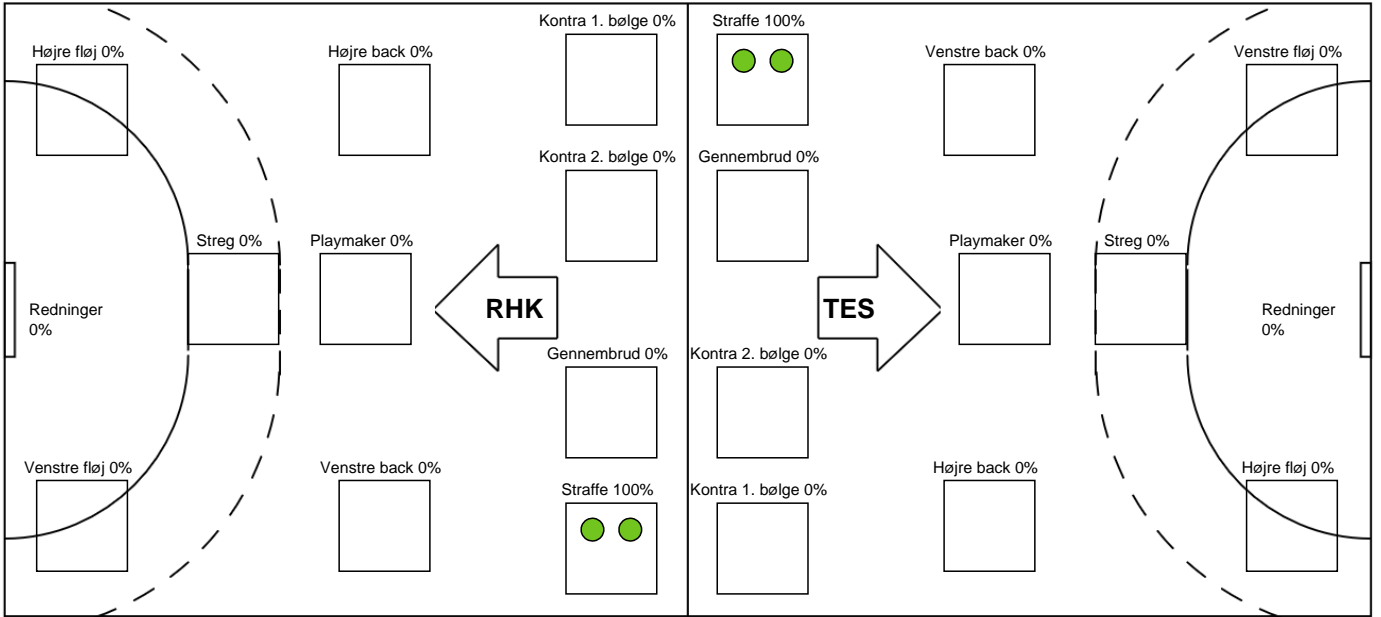 Kontra 1. bølge 0%
Straffe 100%
Højre fløj 0%
Højre back 0%
Venstre back 0%
Venstre fløj 0%
Kontra 2. bølge 0%
Gennembrud 0%
Streg 0%
Playmaker 0%
Playmaker 0%
Streg 0%
Redninger
0%
RHK
TES
Redninger
0%
Gennembrud 0%
Kontra 2. bølge 0%
Venstre fløj 0%
Venstre back 0%
Højre back 0%
Højre fløj 0%
Straffe 100%
Kontra 1. bølge 0%